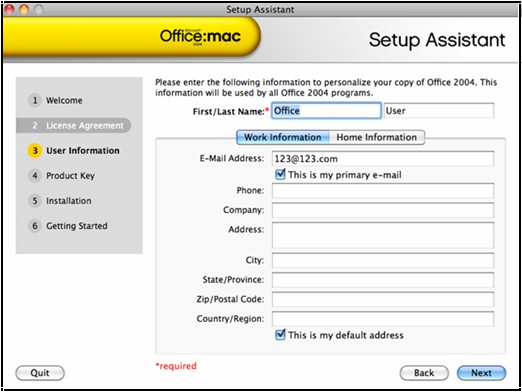 Setup Assistant
Office:mac
2004
Setup Assistant
1 Welcome
2 License Agreement
3 User Information
4 Product Key
5 Installation
6 Getting Started
Please enter the following information to personalize your copy of Office 2004. This
information will be used by all Office 2004 programs.
First/Last Name:* Office User
Work Information Home Information
E-Mail Address: 123@123.com
This is my primary e-mail
Phone:
Company:
Address:
City:
State/Province:
Zip/Postal Code:
Country/Region:
This is my default address
*required
Quit Back Next